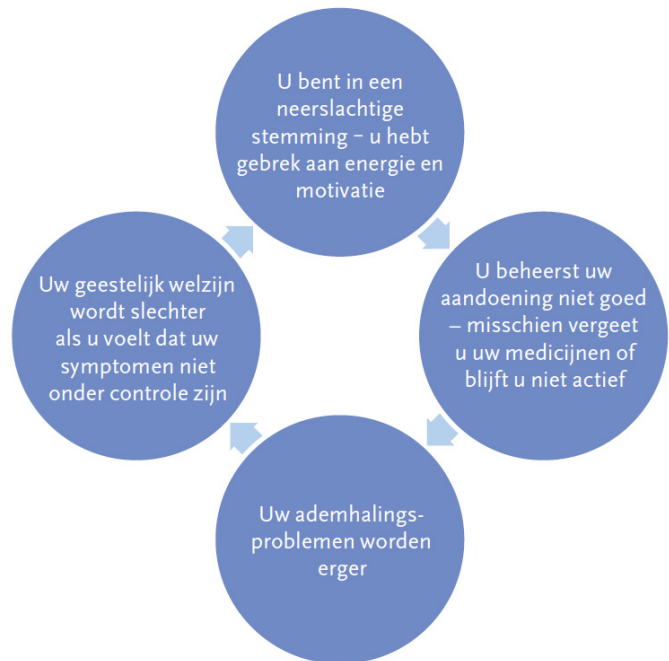 U bent in een
neerslachtige
stemming – u hebt
gebrek aan energie en
motivatie
U beheerst uw
aandoening niet goed
– misschien vergeet
u uw medicijnen of
blijft u niet actief
Uw ademhalings-
problemen worden
erger
Uw geestelijk welzijn
wordt slechter
als u voelt dat uw
symptomen niet
onder controle zijn